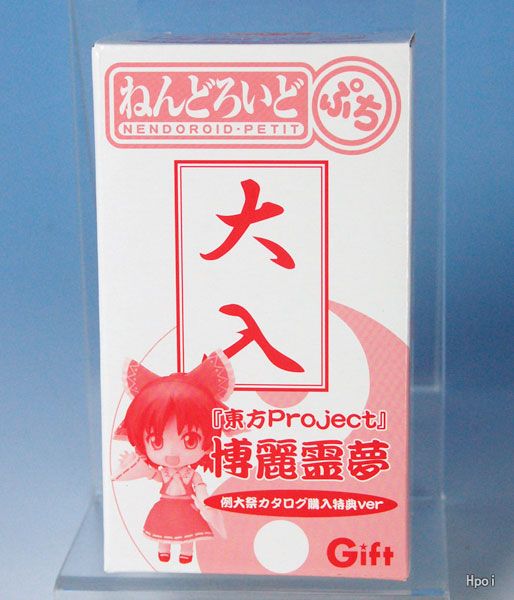 ねんどろいど ぷち
NENDOROID・PETIT
大入
『東方Project』
博麗霊夢
例大祭カタログ購入特典ver
Gift
Hpoi